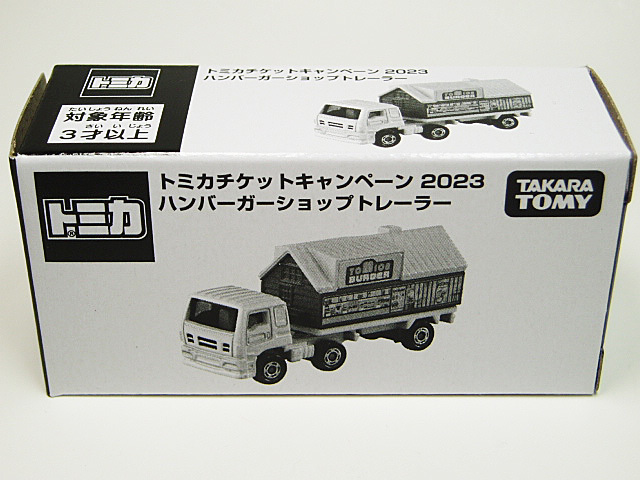 トミカ
トミカチケットキャンペーン 2023
ハンバーガーショップトレーラー
たいしょう ねん れい
対象年齢
さい い じょう
3才以上
BURGER
トミカ®
トミカチケットキャンペーン 2023
ハンバーガーショップトレーラー
TAKARA
TOMY
BURGER